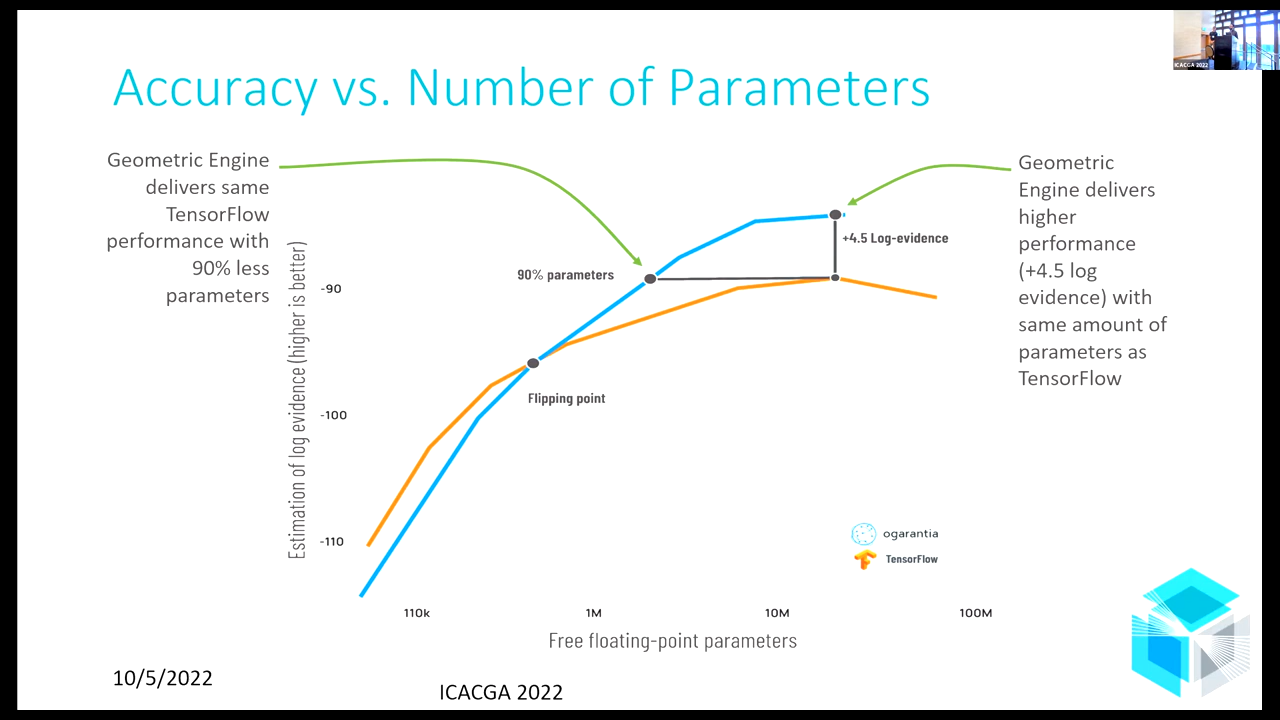 ICACGA 2022
Accuracy vs. Number of Parameters
Geometric Engine
delivers same
TensorFlow
performance with
90% less
parameters
Geometric
Engine delivers
higher
performance
(+4.5 log
evidence) with
same amount of
parameters as
TensorFlow
+4.5 Log-evidence
90% parameters
Flipping point
Estimation of log evidence (higher is better)
-90
-100
-110
ogarantia
TensorFlow
110k
1M
10M
100M
Free floating-point parameters
10/5/2022
ICACGA 2022